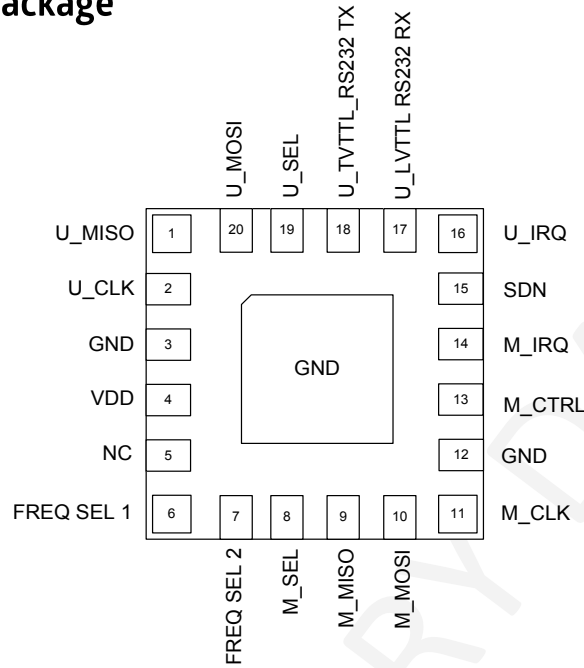 ackage
U_MOSI
U_SEL
U_TVTTL_RS232 TX
U_LVTTL RS232 RX
U_MISO 1 20 19 18 17 16 U_IRQ
U_CLK 2 15 SDN
GND 3 14 M_IRQ
GND
VDD 4 13 M_CTRL
NC 5 12 GND
FREQ SEL 1 6 7 8 9 10 11 M_CLK
FREQ SEL 2
M_SEL
M_MISO
M_MOSI